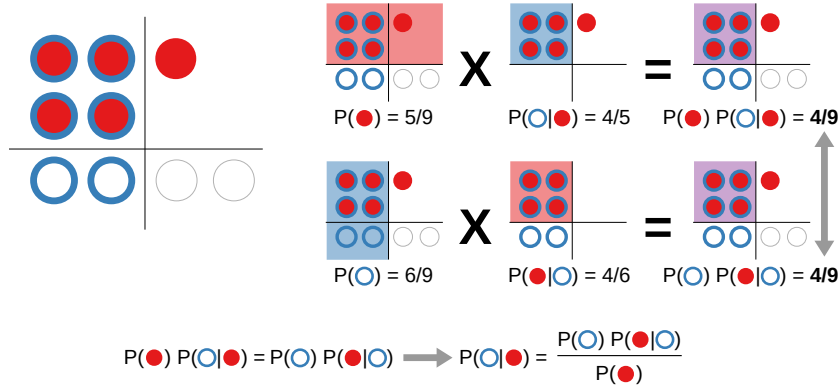 X =
P(●) = 5/9 P(○|●) = 4/5 P(●) P(○|●) = 4/9
X =
P(○) = 6/9 P(●|○) = 4/6 P(○) P(●|○) = 4/9
P(●) P(○|●) = P(○) P(●|○) → P(○|●) = P(○) P(●|○)
P(●)